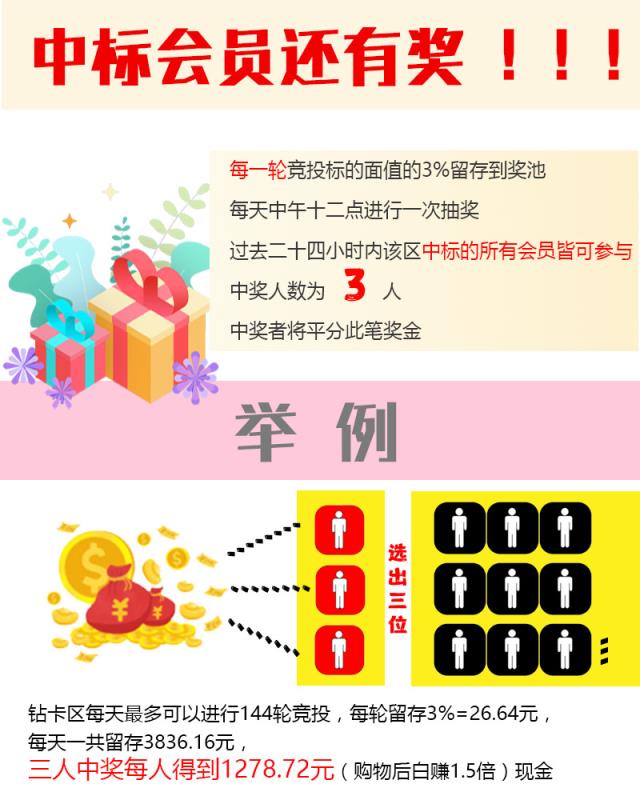 中标会员还有奖！！！
每一轮竞投标的面值的3%留存到奖池
每天中午十二点进行一次抽奖
过去二十四小时内该区中标的所有会员皆可参与
中奖人数为 3 人
中奖者将平分此笔奖金
举 例
选出三位
钻卡区每天最多可以进行144轮竞投，每轮留存3%=26.64元，
每天一共留存3836.16元，
三人中奖每人得到1278.72元（购物后白赚1.5倍）现金